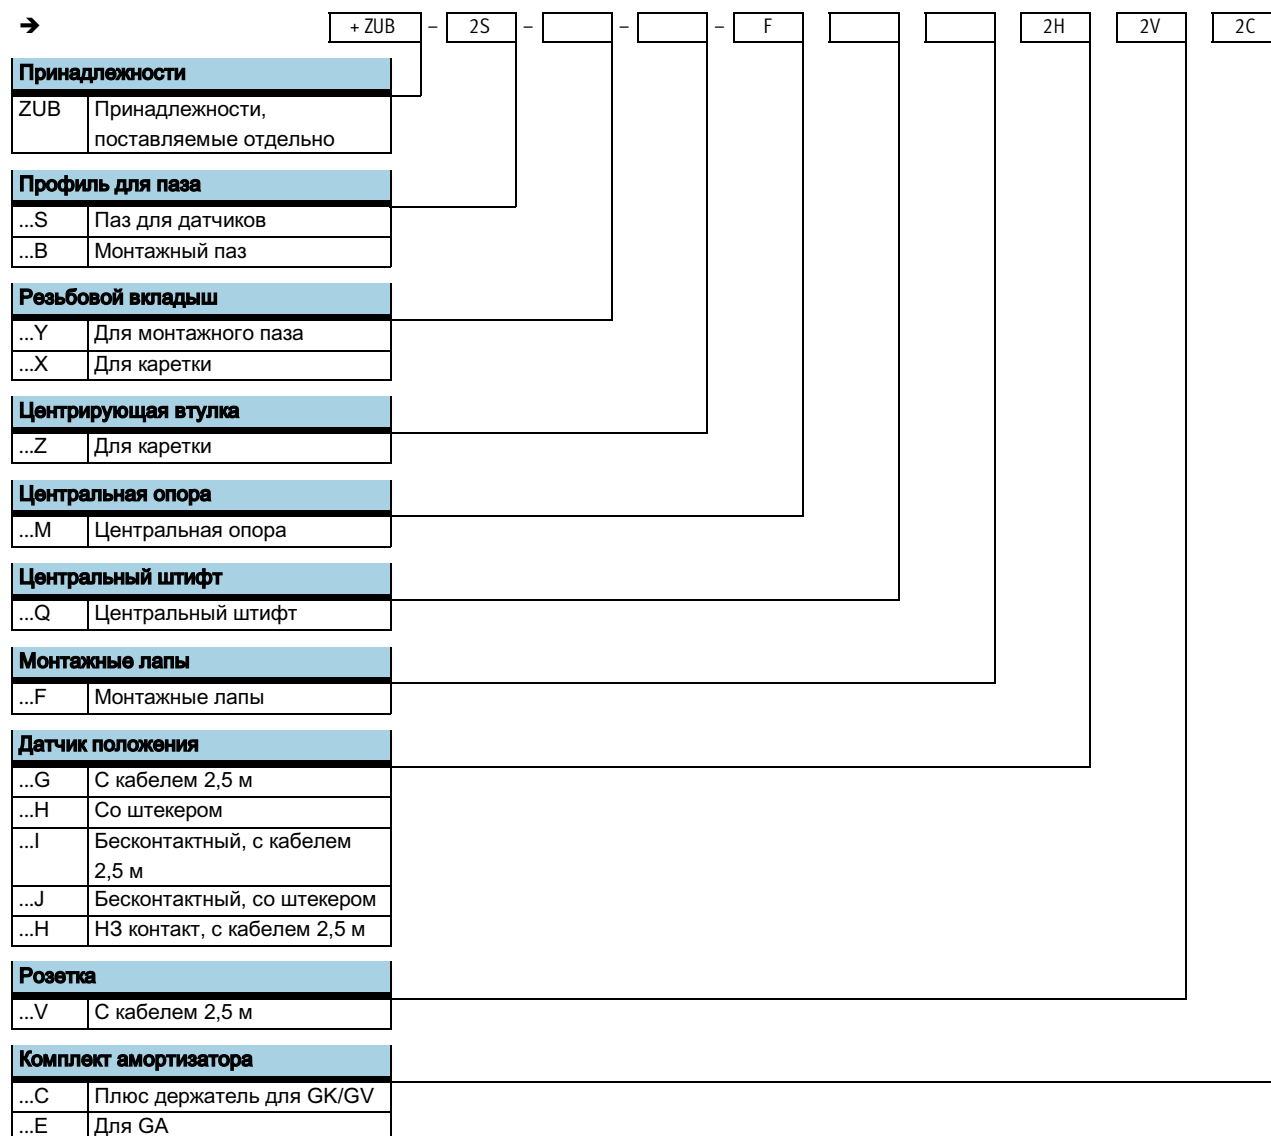 ➔ + ZUB – 2S – – – F 2H 2V 2C
Принадлежности
ZUB Принадлежности,
поставляемые отдельно
Профиль для паза
...S Паз для датчиков
...B Монтажный паз
Резьбовой вкладыш
...Y Для монтажного паза
...X Для каретки
Центрирующая втулка
...Z Для каретки
Центральная опора
...M Центральная опора
Центральный штифт
...Q Центральный штифт
Монтажные лапы
...F Монтажные лапы
Датчик положения
...G С кабелем 2,5 м
...H Со штекером
...I Бесконтактный, с кабелем
2,5 м
...J Бесконтактный, со штекером
...H НЗ контакт, с кабелем 2,5 м
Розетка
...V С кабелем 2,5 м
Комплект амортизатора
...C Плюс держатель для GK/GV
...E Для GA